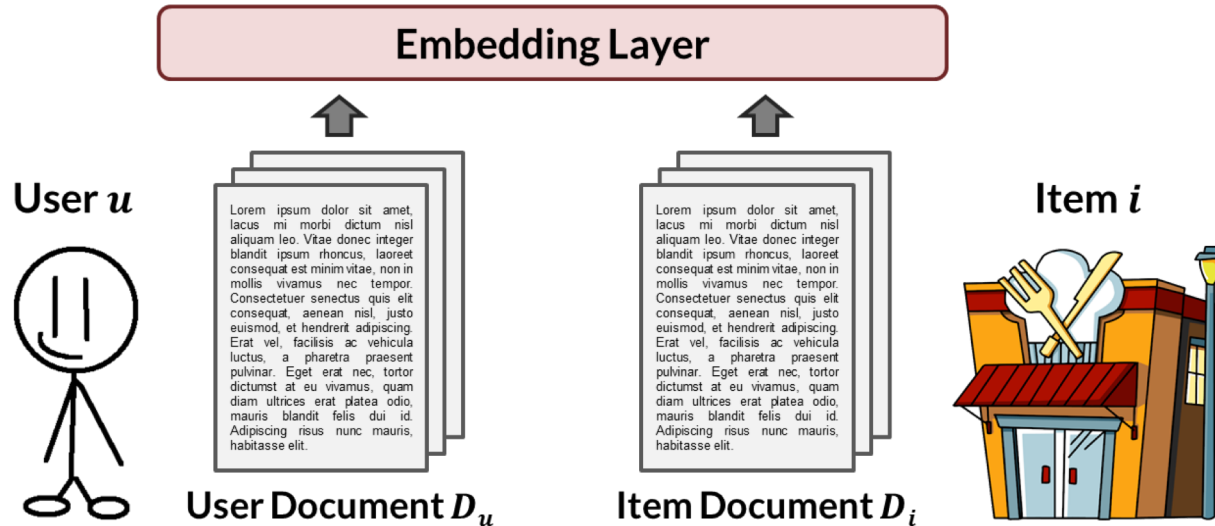 Embedding Layer
User u
Lorem ipsum dolor sit amet,
lacus mi morbi dictum nisl
aliquam leo. Vitae donec integer
blandit ipsum rhoncus, laoreet
consequat est minim vitae, non in
mollis vivamus nec tempor.
Consectetuer senectus quis elit
consequat, aenean nisl, justo
euismod, et hendrerit adipiscing.
Erat vel, facilisis ac vehicula
luctus, a pharetra praesent
pulvinar. Eget erat nec, tortor
dictumst at eu vivamus, quam
diam ultrices erat platea odio,
mauris blandit felis dui id.
Adipiscing risus nunc mauris,
habitasse elit.
User Document D_u
Lorem ipsum dolor sit amet,
lacus mi morbi dictum nisl
aliquam leo. Vitae donec integer
blandit ipsum rhoncus, laoreet
consequat est minim vitae, non in
mollis vivamus nec tempor.
Consectetuer senectus quis elit
consequat, aenean nisl, justo
euismod, et hendrerit adipiscing.
Erat vel, facilisis ac vehicula
luctus, a pharetra praesent
pulvinar. Eget erat nec, tortor
dictumst at eu vivamus, quam
diam ultrices erat platea odio,
mauris blandit felis dui id.
Adipiscing risus nunc mauris,
habitasse elit.
Item Document D_i
Item i